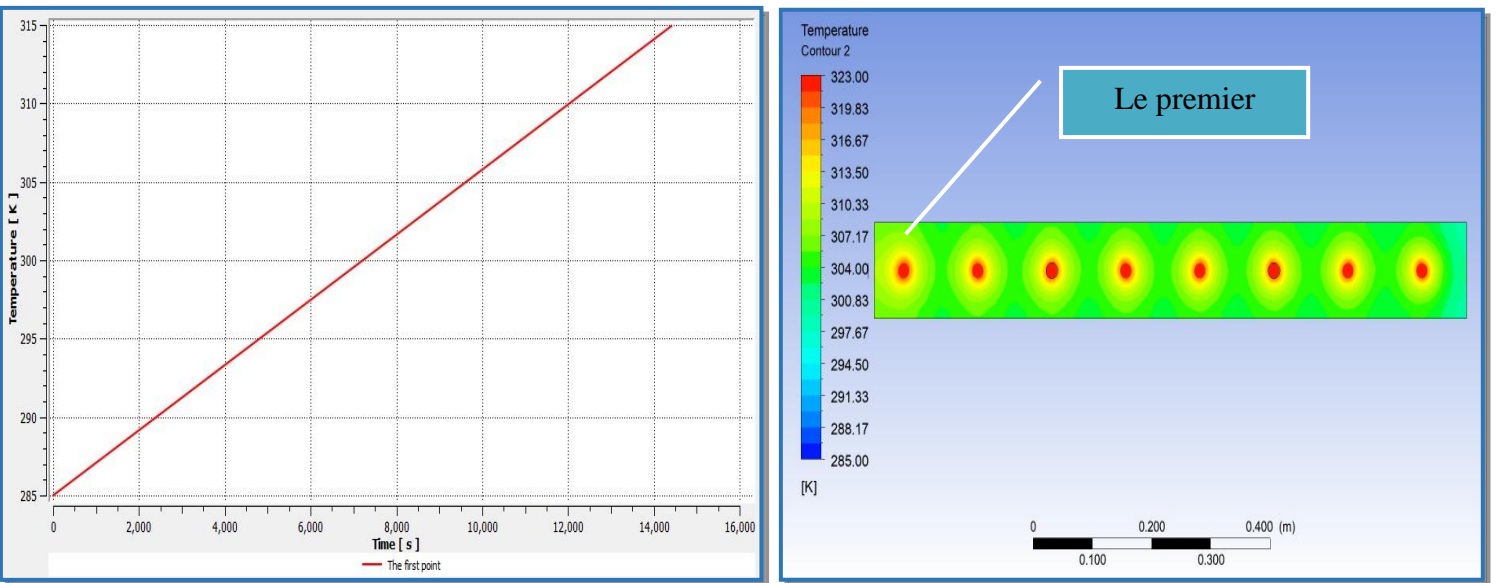 315
310
305
300
295
290
285
Temperature [ K ]
0 2,000 4,000 6,000 8,000 10,000 12,000 14,000 16,000
Time [ s ]
The first point
Temperature
Contour 2
323.00
319.83
316.67
313.50
310.33
307.17
304.00
300.83
297.67
294.50
291.33
288.17
285.00
[K]
Le premier
0 0.200 0.400 (m)
0.100 0.300